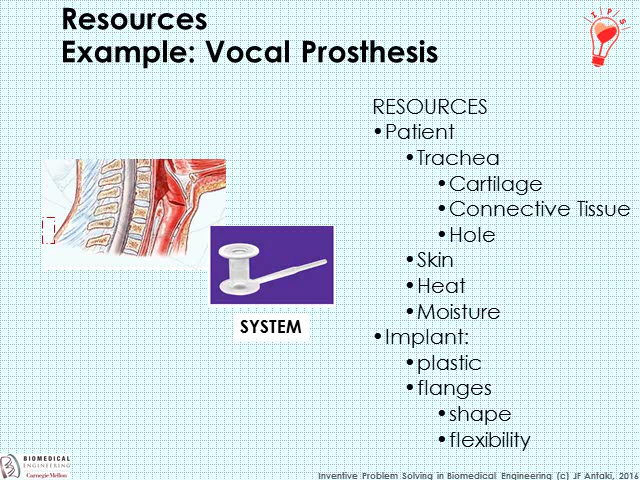 Resources
Example: Vocal Prosthesis
I P S
RESOURCES
•Patient
•Trachea
•Cartilage
•Connective Tissue
•Hole
•Skin
•Heat
•Moisture
•Implant:
•plastic
•flanges
•shape
•flexibility
SYSTEM
BIOMEDICAL
ENGINEERING
Carnegie Mellon
Inventive Problem Solving in Biomedical Engineering (c) JF Antaki, 2016